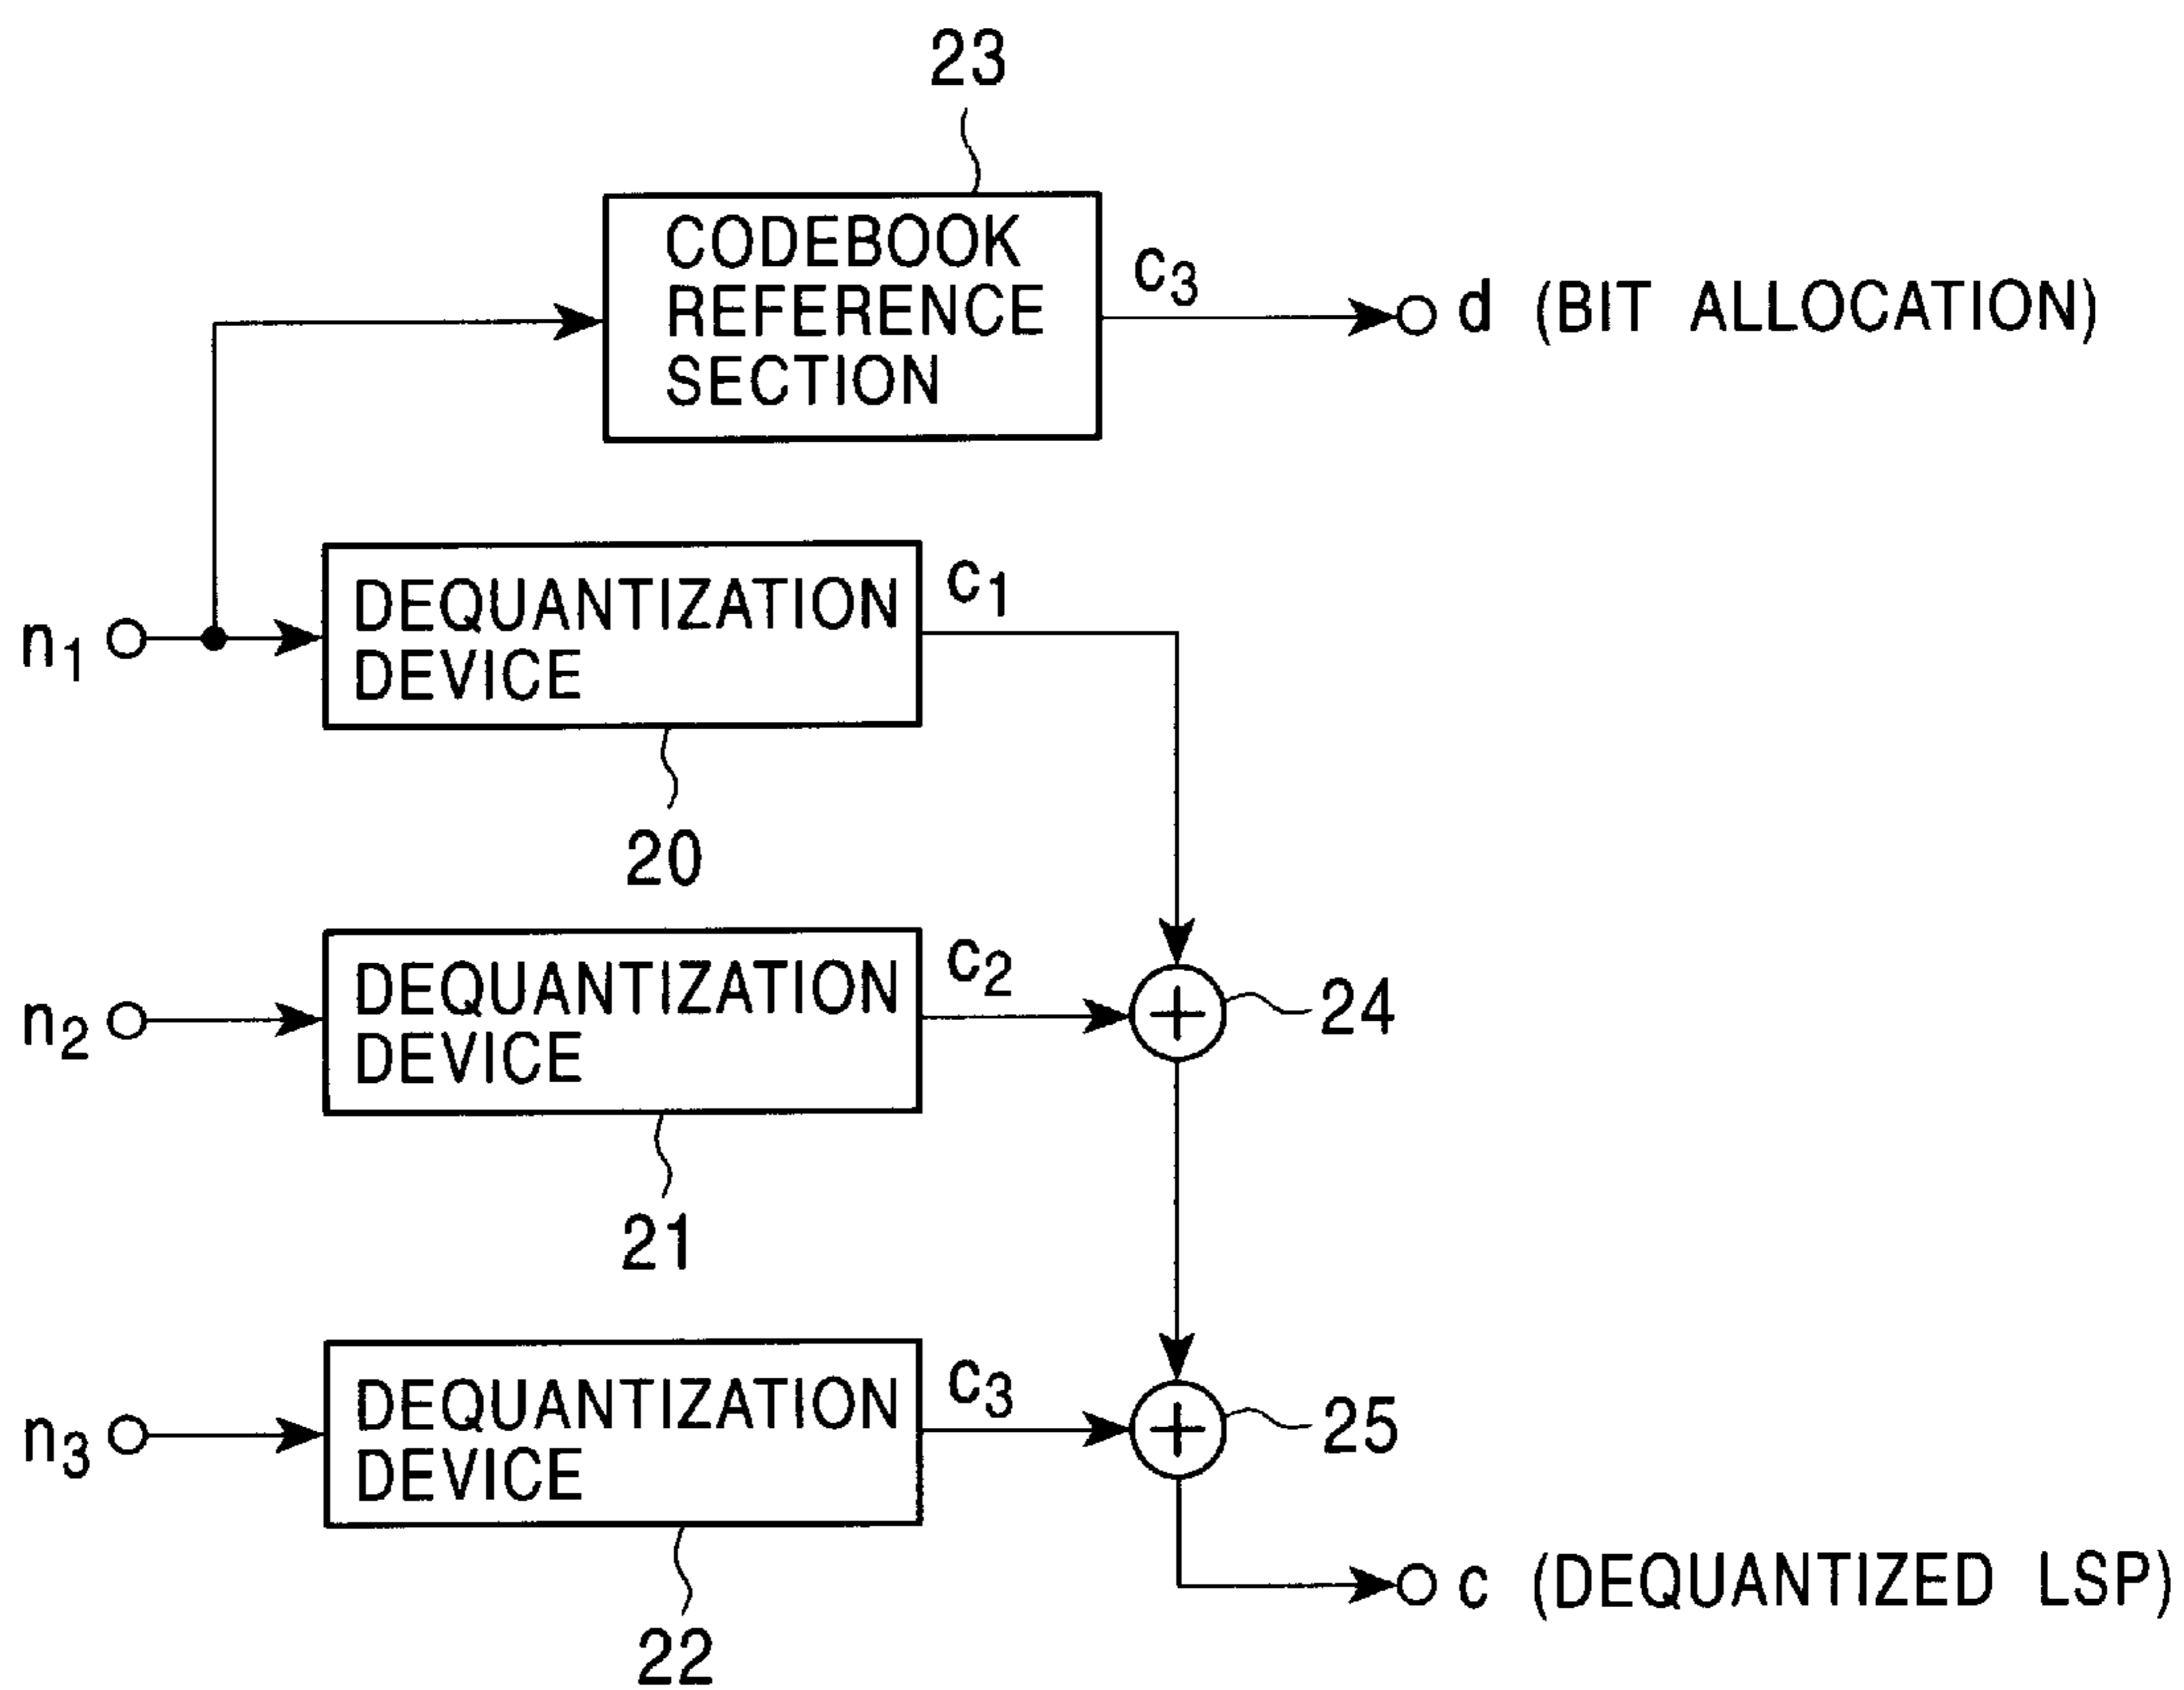 23
CODEBOOK
REFERENCE
SECTION
c3
d (BIT ALLOCATION)
n1
DEQUANTIZATION
DEVICE
c1
20
n2
DEQUANTIZATION
DEVICE
c2
24
21
n3
DEQUANTIZATION
DEVICE
c3
25
22
c (DEQUANTIZED LSP)